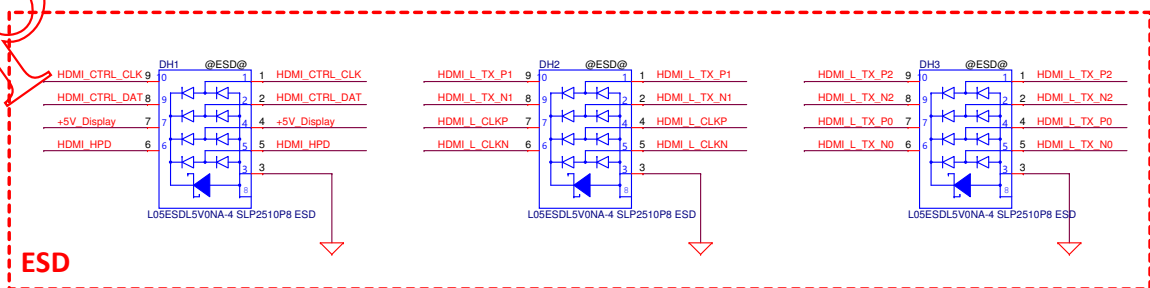 DH1 @ESD@
HDMI_CTRL_CLK 9 10 1 1 HDMI_CTRL_CLK
HDMI_CTRL_DAT 8 9 2 2 HDMI_CTRL_DAT
+5V_Display 7 7 4 4 +5V_Display
HDMI_HPD 6 6 5 5 HDMI_HPD
3 3
8
L05ESDL5V0NA-4 SLP2510P8 ESD
DH2 @ESD@
HDMI_L_TX_P1 9 10 1 1 HDMI_L_TX_P1
HDMI_L_TX_N1 8 9 2 2 HDMI_L_TX_N1
HDMI_L_CLKP 7 7 4 4 HDMI_L_CLKP
HDMI_L_CLKN 6 6 5 5 HDMI_L_CLKN
3 3
8
L05ESDL5V0NA-4 SLP2510P8 ESD
DH3 @ESD@
HDMI_L_TX_P2 9 10 1 1 HDMI_L_TX_P2
HDMI_L_TX_N2 8 9 2 2 HDMI_L_TX_N2
HDMI_L_TX_P0 7 7 4 4 HDMI_L_TX_P0
HDMI_L_TX_N0 6 6 5 5 HDMI_L_TX_N0
3 3
8
L05ESDL5V0NA-4 SLP2510P8 ESD
ESD